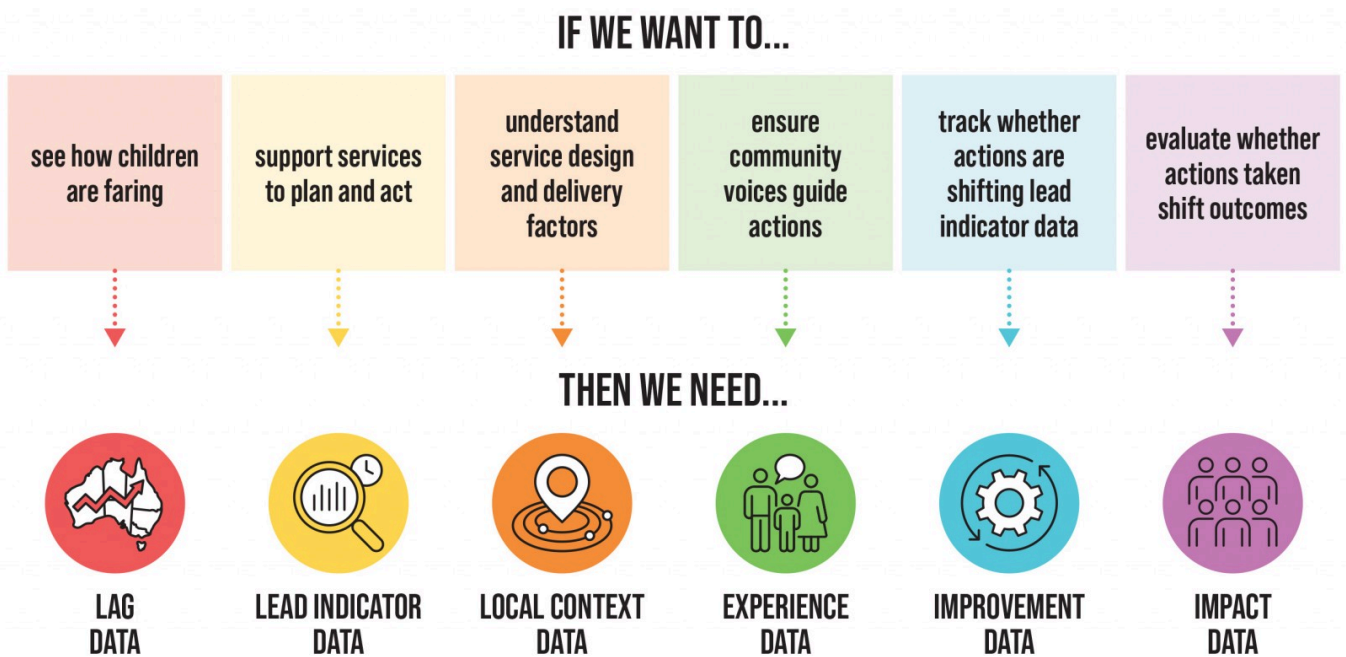 IF WE WANT TO...
see how children
are faring
support services
to plan and act
understand
service design
and delivery
factors
ensure
community
voices guide
actions
track whether
actions are
shifting lead
indicator data
evaluate whether
actions taken
shift outcomes
THEN WE NEED...
LAG
DATA
LEAD INDICATOR
DATA
LOCAL CONTEXT
DATA
EXPERIENCE
DATA
IMPROVEMENT
DATA
IMPACT
DATA